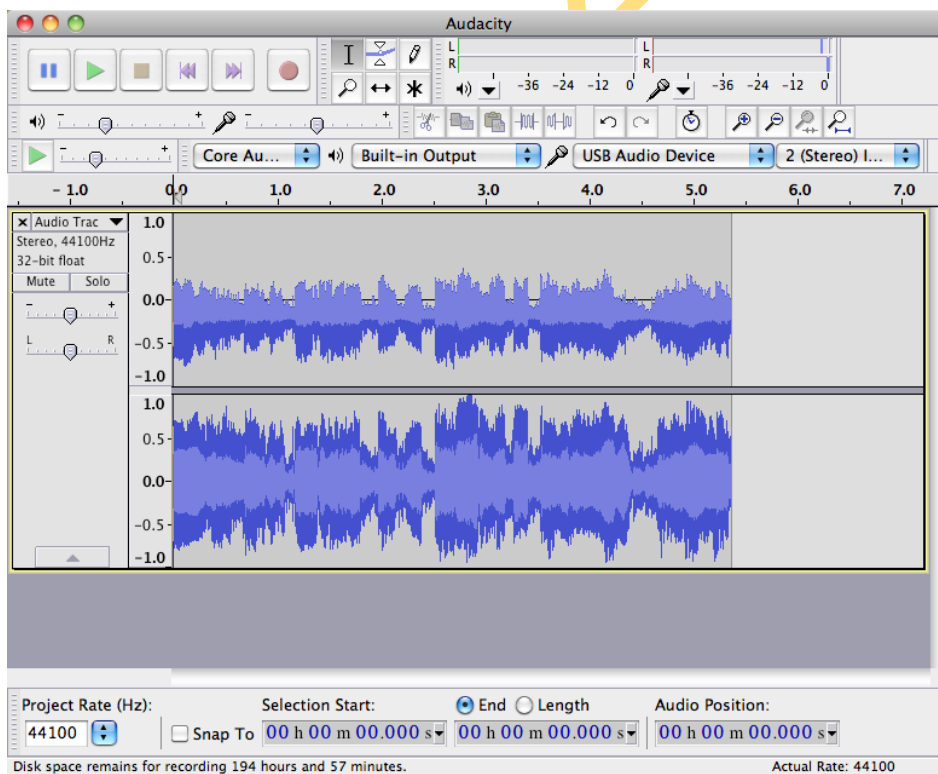 Audacity
L
R
-36 -24 -12 0
L
R
-36 -24 -12 0
Core Au... Built-in Output USB Audio Device 2 (Stereo) I...
- 1.0 0.0 1.0 2.0 3.0 4.0 5.0 6.0 7.0
Audio Trac
Stereo, 44100Hz
32-bit float
Mute Solo
- +
L R
1.0
0.5-
0.0-
-0.5-
-1.0
1.0
0.5-
0.0-
-0.5-
-1.0
Project Rate (Hz): Selection Start: End Length Audio Position:
44100 Snap To 00 h 00 m 00.000 s 00 h 00 m 00.000 s 00 h 00 m 00.000 s
Disk space remains for recording 194 hours and 57 minutes. Actual Rate: 44100